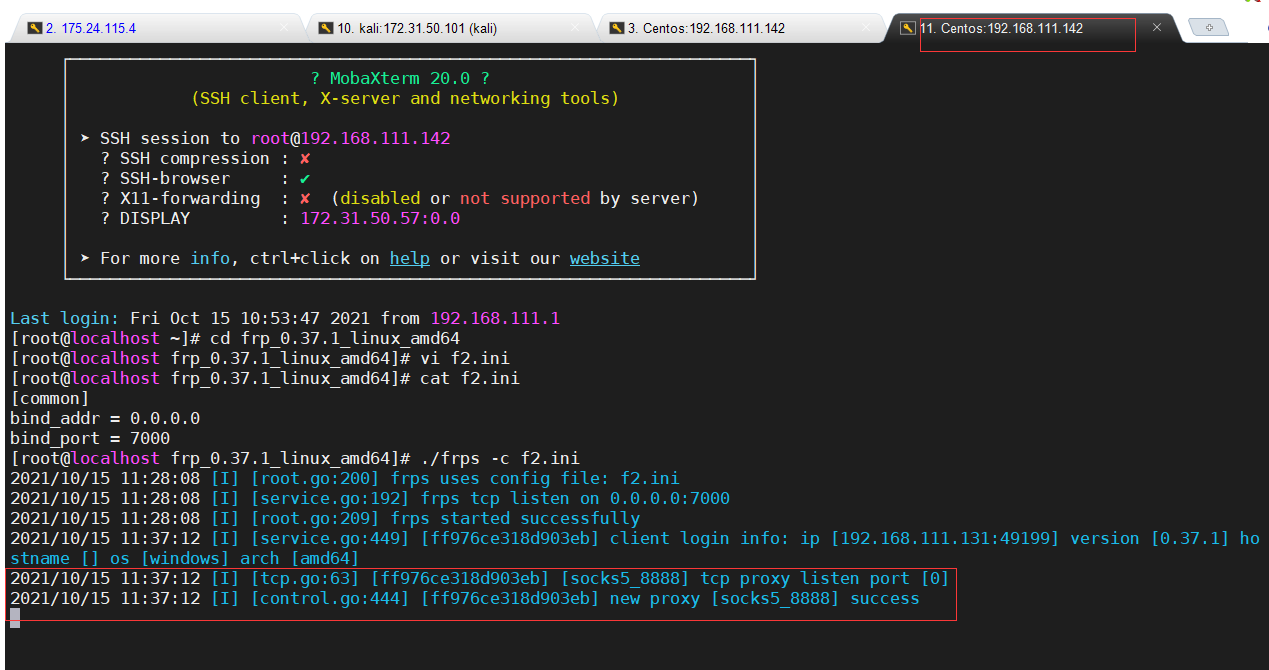 2. 175.24.115.4
10. kali:172.31.50.101 (kali)
3. Centos:192.168.111.142
11. Centos:192.168.111.142
? MobaXterm 20.0 ?
(SSH client, X-server and networking tools)
➤ SSH session to root@192.168.111.142
? SSH compression : ✘
? SSH-browser     : ✔
? X11-forwarding  : ✘  (disabled or not supported by server)
? DISPLAY         : 172.31.50.57:0.0
➤ For more info, ctrl+click on help or visit our website
Last login: Fri Oct 15 10:53:47 2021 from 192.168.111.1
[root@localhost ~]# cd frp_0.37.1_linux_amd64
[root@localhost frp_0.37.1_linux_amd64]# vi f2.ini
[root@localhost frp_0.37.1_linux_amd64]# cat f2.ini
[common]
bind_addr = 0.0.0.0
bind_port = 7000
[root@localhost frp_0.37.1_linux_amd64]# ./frps -c f2.ini
2021/10/15 11:28:08 [I] [root.go:200] frps uses config file: f2.ini
2021/10/15 11:28:08 [I] [service.go:192] frps tcp listen on 0.0.0.0:7000
2021/10/15 11:28:08 [I] [root.go:209] frps started successfully
2021/10/15 11:37:12 [I] [service.go:449] [ff976ce318d903eb] client login info: ip [192.168.111.131:49199] version [0.37.1] ho
stname [] os [windows] arch [amd64]
2021/10/15 11:37:12 [I] [tcp.go:63] [ff976ce318d903eb] [socks5_8888] tcp proxy listen port [0]
2021/10/15 11:37:12 [I] [control.go:444] [ff976ce318d903eb] new proxy [socks5_8888] success